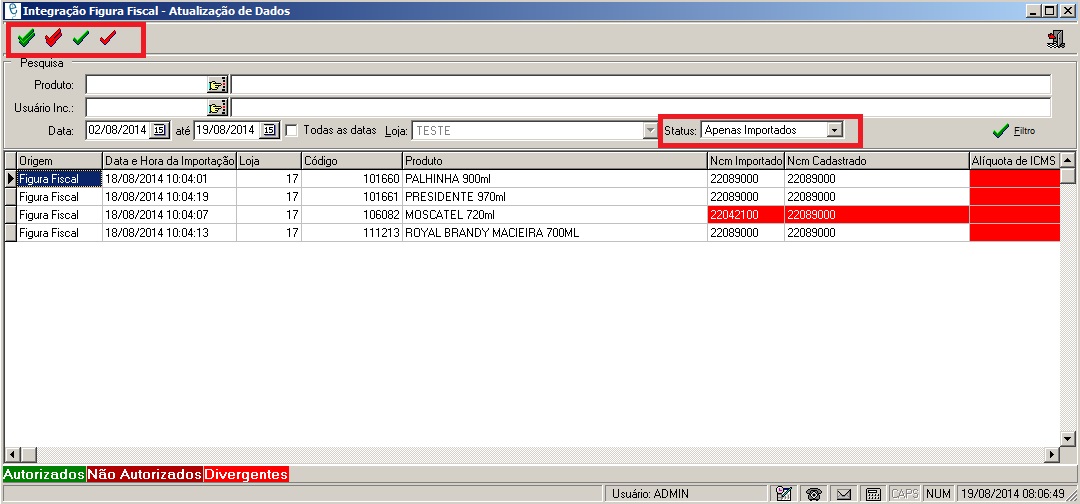 Integração Figura Fiscal - Atualização de Dados
Pesquisa
Produto:
Usuário Inc.:
Data: 02/08/2014 15 até 19/08/2014 15 Todas as datas Loja: TESTE Status: Apenas Importados Filtro
Origem Data e Hora da Importação Loja Código Produto Ncm Importado Ncm Cadastrado Alíquota de ICMS
Figura Fiscal 18/08/2014 10:04:01 17 101660 PALHINHA 900ml 22089000 22089000
Figura Fiscal 18/08/2014 10:04:19 17 101661 PRESIDENTE 970ml 22089000 22089000
Figura Fiscal 18/08/2014 10:04:07 17 106082 MOSCATEL 720ml 22042100 22089000
Figura Fiscal 18/08/2014 10:04:13 17 111213 ROYAL BRANDY MACIEIRA 700ML 22089000 22089000
Autorizados Não Autorizados Divergentes
Usuário: ADMIN CAPS NUM 19/08/2014 08:06:49